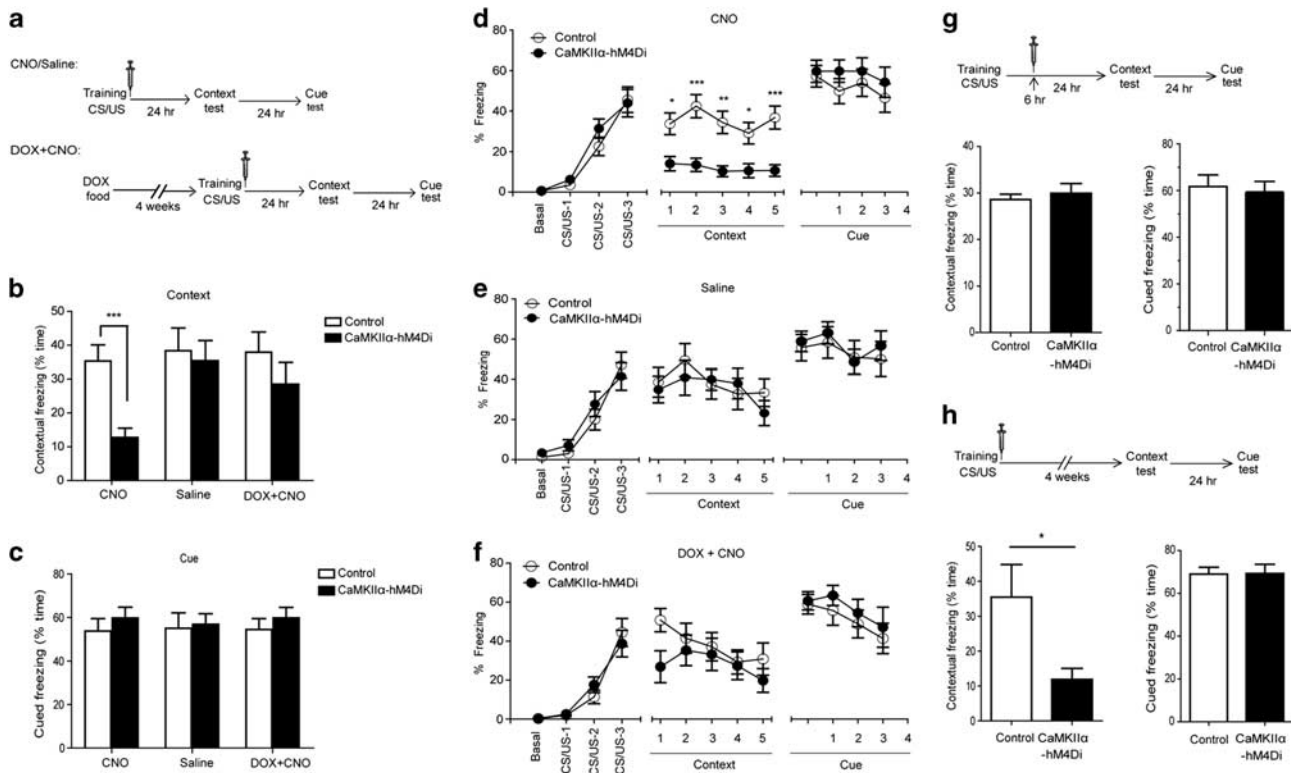 a
CNO/Saline:
Training
CS/US
24 hr
Context
test
24 hr
Cue
test
DOX+CNO:
DOX
food
4 weeks
Training
CS/US
24 hr
Context
test
24 hr
Cue
test
b
Context
Contextual freezing (% time)
50
40
30
20
10
0
***
Control
CaMKIIα-hM4Di
CNO
Saline
DOX+CNO
c
Cue
Cued freezing (% time)
80
60
40
20
0
Control
CaMKIIα-hM4Di
CNO
Saline
DOX+CNO
d
CNO
Control
CaMKIIα-hM4Di
% Freezing
60
40
20
0
* *** ** * ***
Basal
CS/US-1
CS/US-2
CS/US-3
1 2 3 4 5
Context
1 2 3 4
Cue
e
Saline
Control
CaMKIIα-hM4Di
% Freezing
60
40
20
0
Basal
CS/US-1
CS/US-2
CS/US-3
1 2 3 4 5
Context
1 2 3 4
Cue
f
DOX + CNO
Control
CaMKIIα-hM4Di
% Freezing
60
40
20
0
Basal
CS/US-1
CS/US-2
CS/US-3
1 2 3 4 5
Context
1 2 3 4
Cue
g
Training
CS/US
6 hr
24 hr
Context
test
24 hr
Cue
test
Contextual freezing (% time)
40
30
20
10
0
Control
CaMKIIα
-hM4Di
Cued freezing (% time)
80
60
40
20
0
Control
CaMKIIα
-hM4Di
h
Training
CS/US
4 weeks
Context
test
24 hr
Cue
test
Contextual freezing (% time)
50
40
30
20
10
0
*
Control
CaMKIIα
-hM4Di
Cued freezing (% time)
80
60
40
20
0
Control
CaMKIIα
-hM4Di